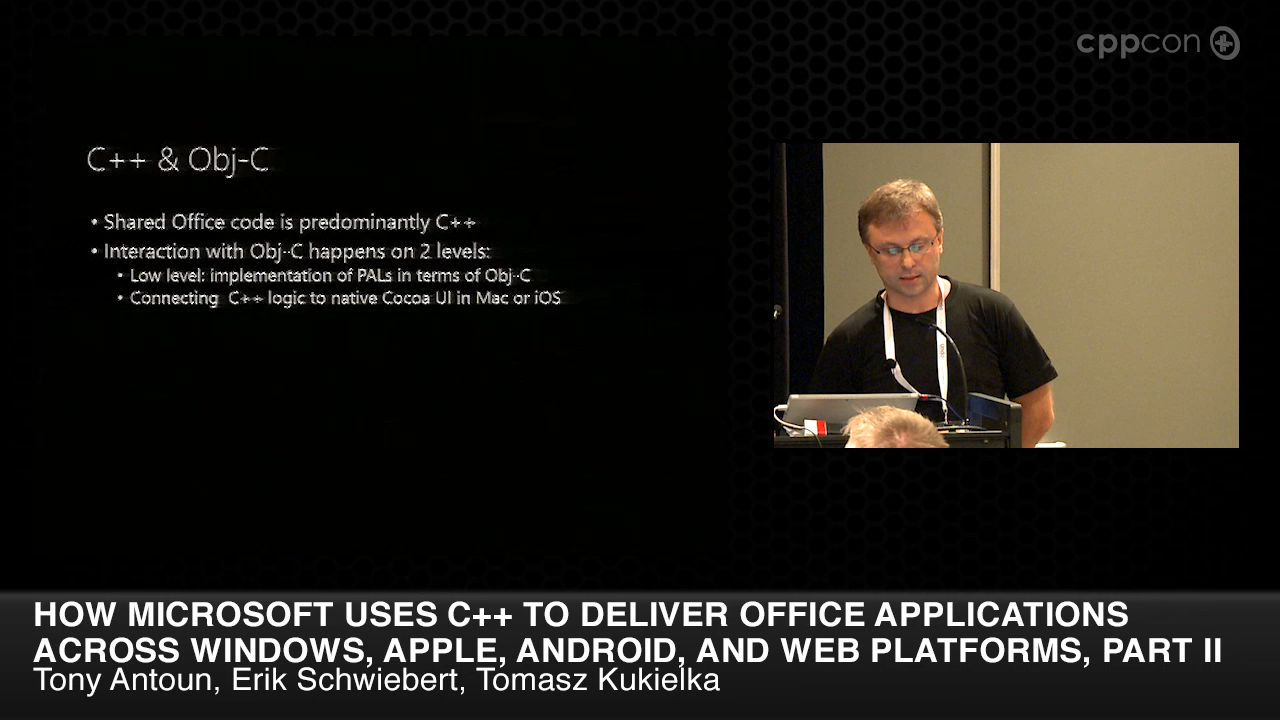 cppcon
C++ & Obj-C
• Shared Office code is predominantly C++
• Interaction with Obj-C happens on 2 levels:
• Low level: implementation of PALs in terms of Obj-C
• Connecting C++ logic to native Cocoa UI in Mac or iOS
HOW MICROSOFT USES C++ TO DELIVER OFFICE APPLICATIONS
ACROSS WINDOWS, APPLE, ANDROID, AND WEB PLATFORMS, PART II
Tony Antoun, Erik Schwiebert, Tomasz Kukielka